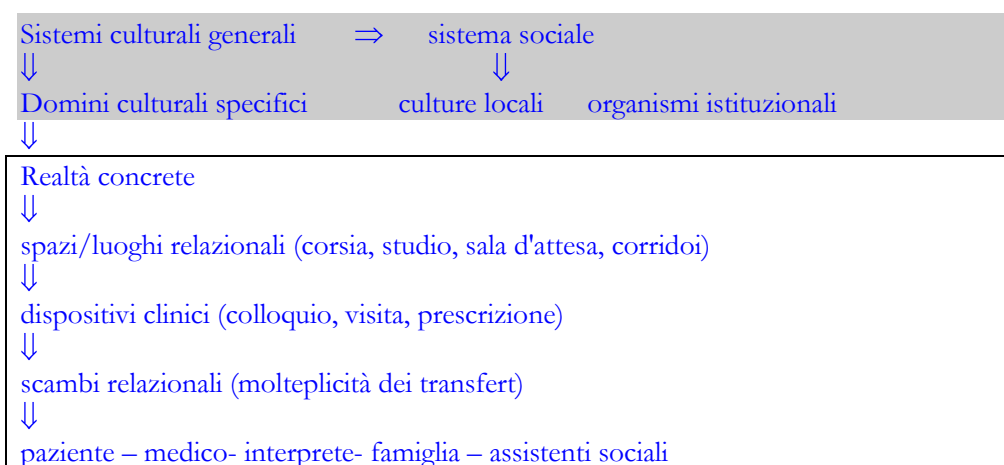 Sistemi culturali generali ⇒ sistema sociale
⇓ ⇓
Domini culturali specifici culture locali organismi istituzionali
⇓
Realtà concrete
⇓
spazi/luoghi relazionali (corsia, studio, sala d'attesa, corridoi)
⇓
dispositivi clinici (colloquio, visita, prescrizione)
⇓
scambi relazionali (molteplicità dei transfert)
⇓
paziente – medico- interprete- famiglia – assistenti sociali